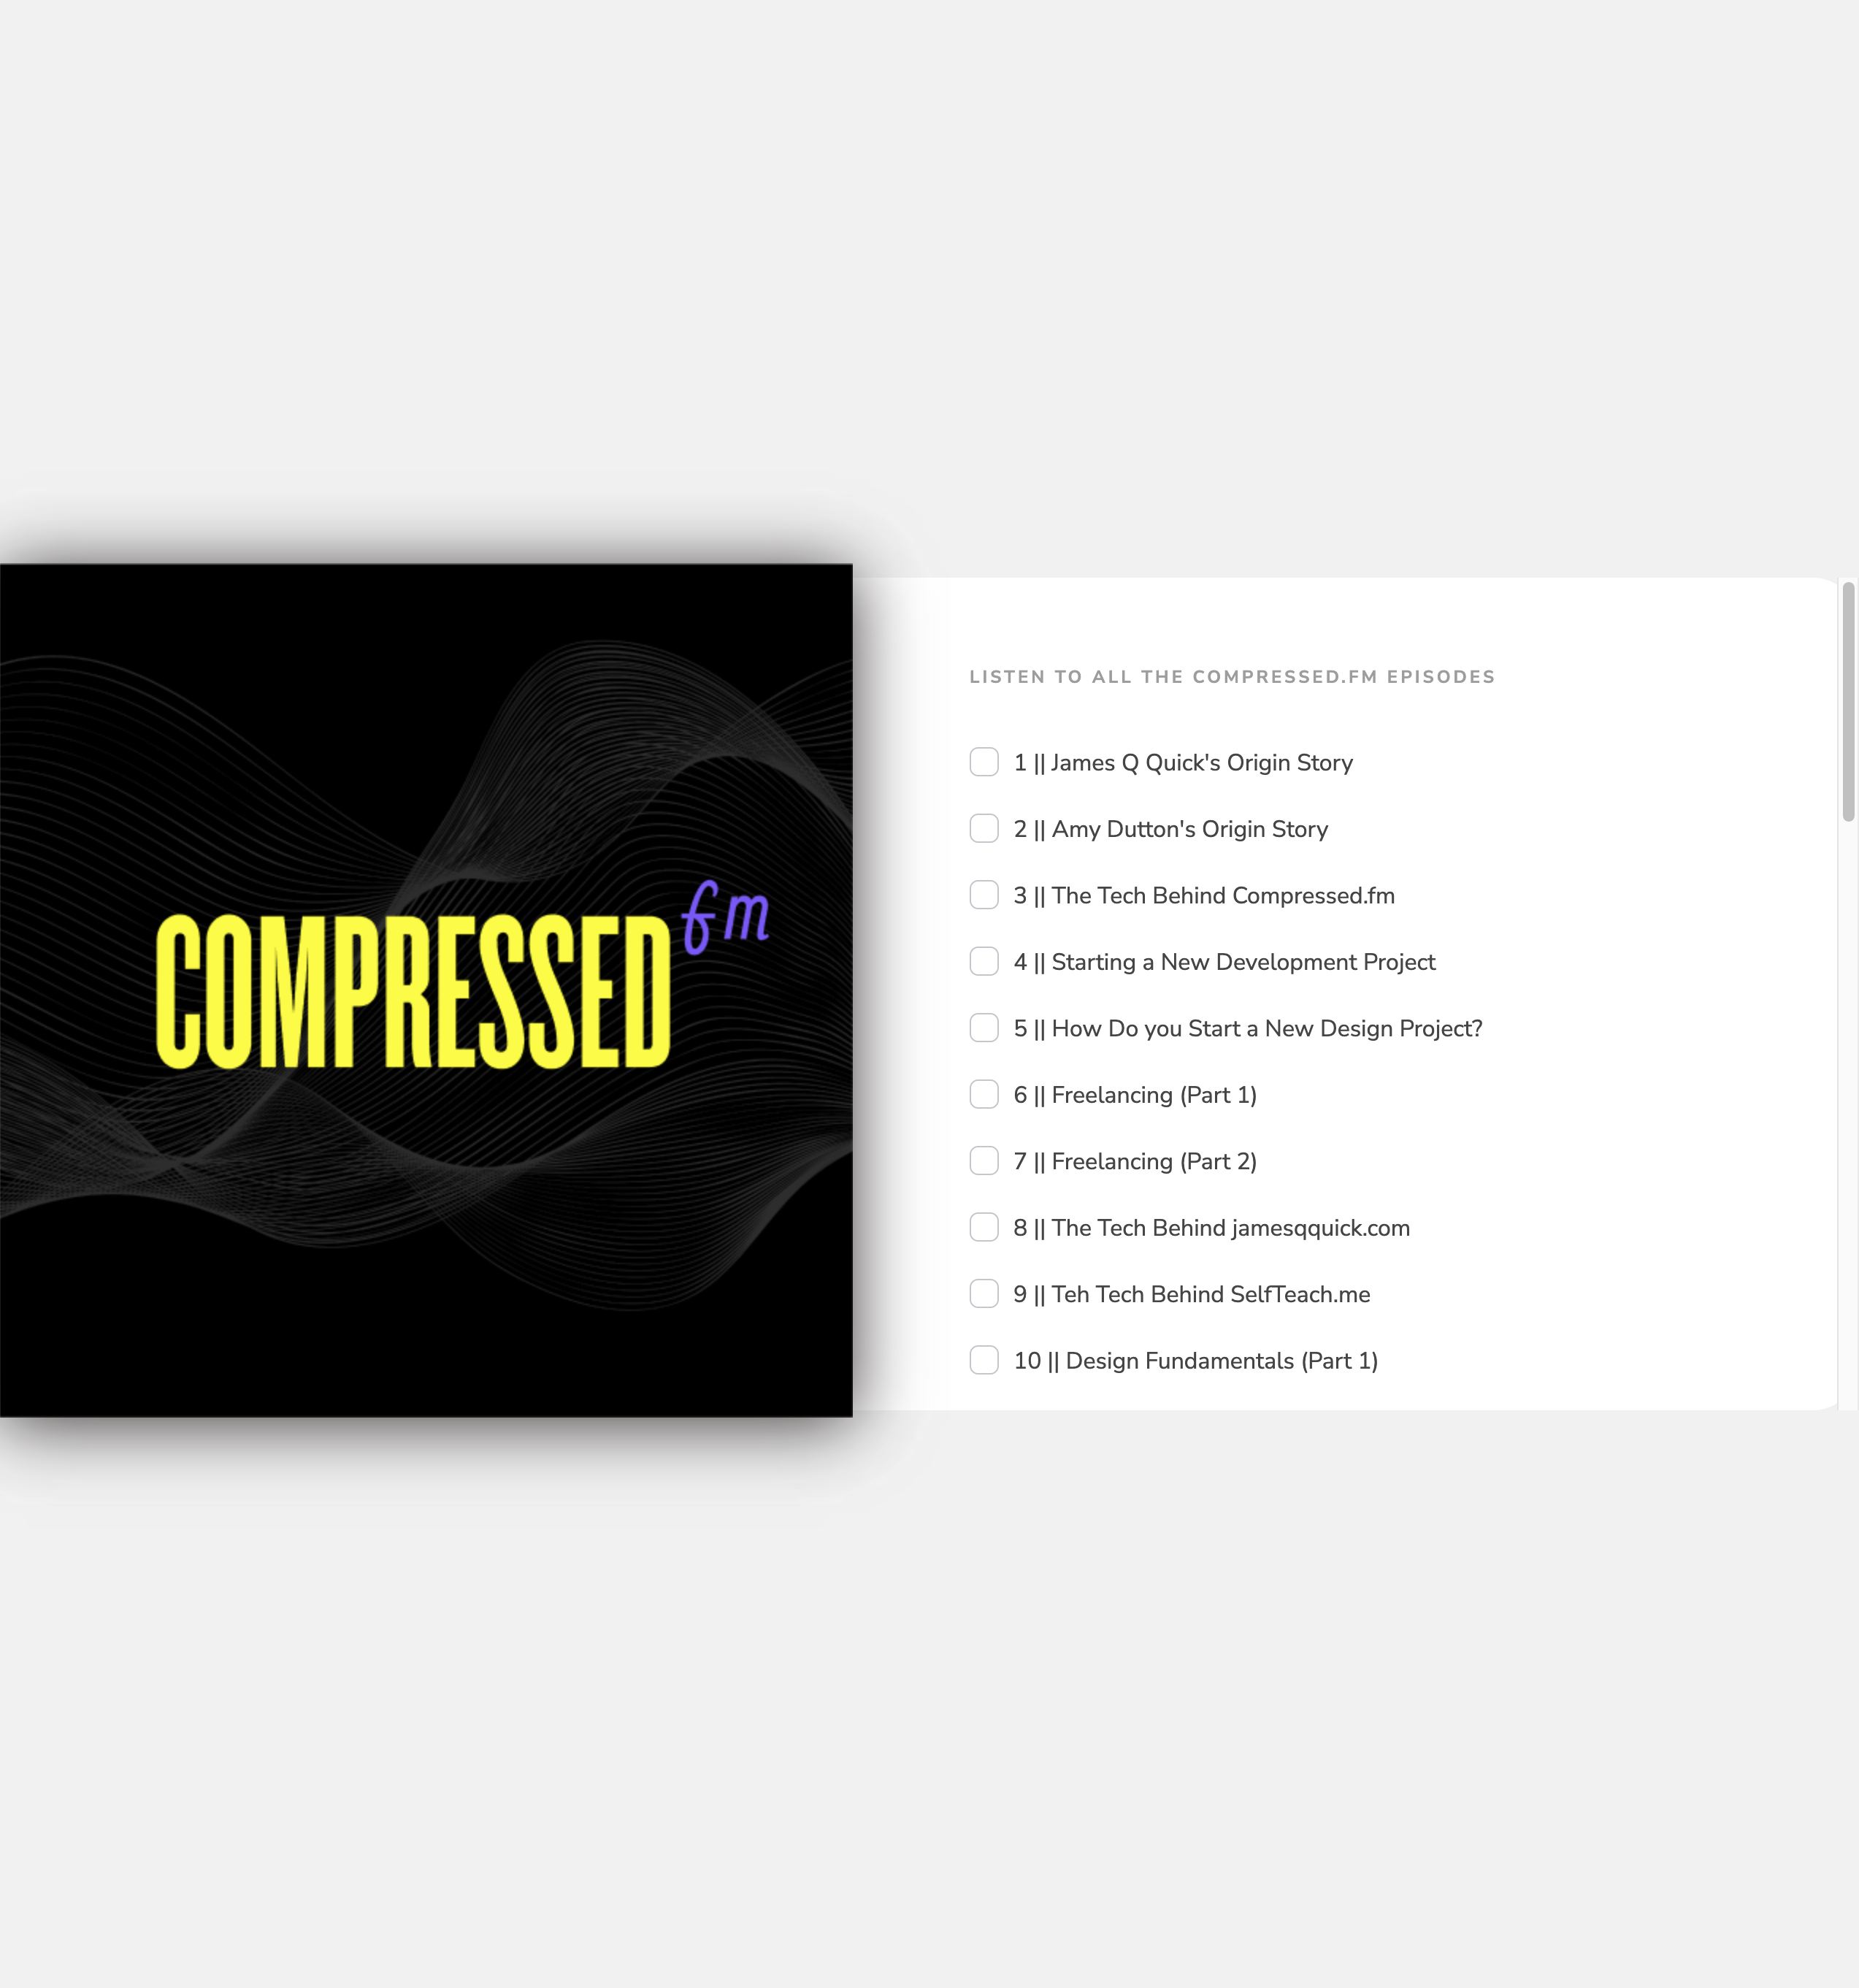 COMPRESSED fm
LISTEN TO ALL THE COMPRESSED.FM EPISODES
1 || James Q Quick's Origin Story
2 || Amy Dutton's Origin Story
3 || The Tech Behind Compressed.fm
4 || Starting a New Development Project
5 || How Do you Start a New Design Project?
6 || Freelancing (Part 1)
7 || Freelancing (Part 2)
8 || The Tech Behind jamesqquick.com
9 || Teh Tech Behind SelfTeach.me
10 || Design Fundamentals (Part 1)